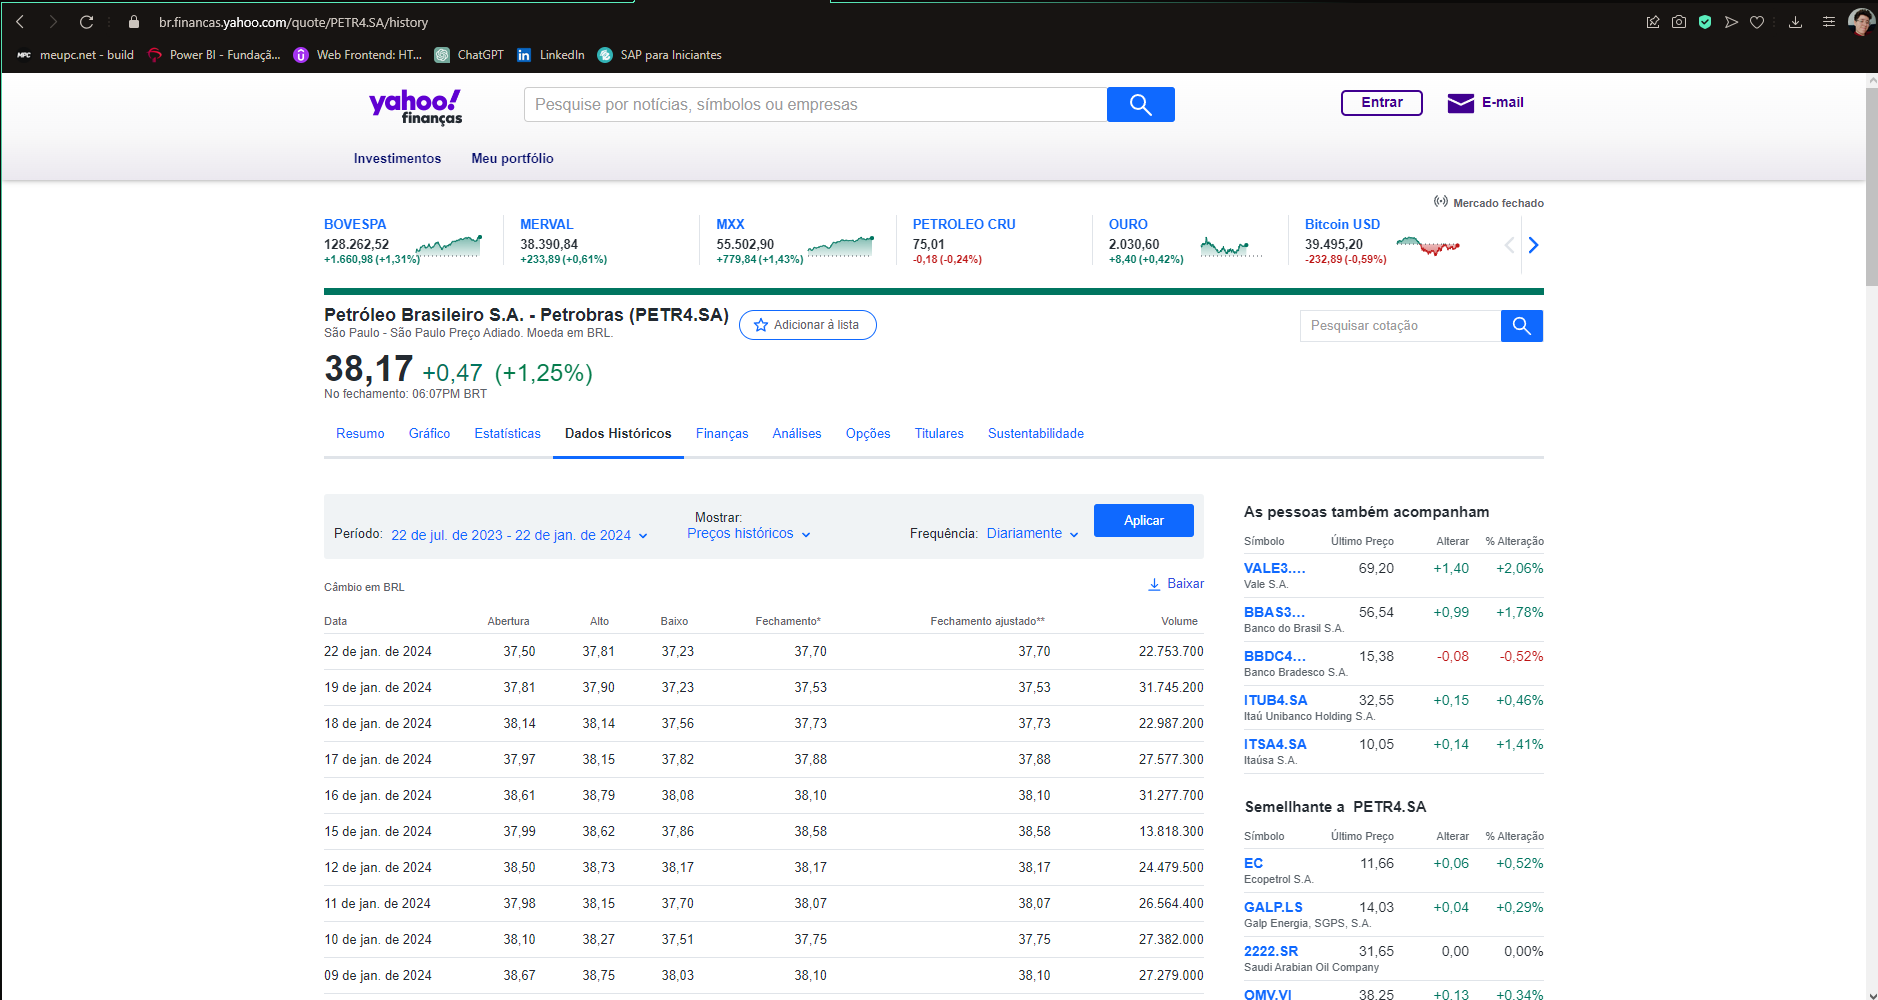 br.financas.yahoo.com/quote/PETR4.SA/history
MPC meupc.net - build Power BI - Fundaçã... Web Frontend: HT... ChatGPT LinkedIn SAP para Iniciantes
yahoo!
finanças
Pesquise por notícias, símbolos ou empresas
Entrar
E-mail
Investimentos Meu portfólio
Mercado fechado
BOVESPA
128.262,52
+1.660,98 (+1,31%)
MERVAL
38.390,84
+233,89 (+0,61%)
MXX
55.502,90
+779,84 (+1,43%)
PETROLEO CRU
75,01
-0,18 (-0,24%)
OURO
2.030,60
+8,40 (+0,42%)
Bitcoin USD
39.495,20
-232,89 (-0,59%)
Petróleo Brasileiro S.A. - Petrobras (PETR4.SA)
São Paulo - São Paulo Preço Adiado. Moeda em BRL.
Adicionar à lista
Pesquisar cotação
38,17 +0,47 (+1,25%)
No fechamento: 06:07PM BRT
Resumo Gráfico Estatísticas Dados Históricos Finanças Análises Opções Titulares Sustentabilidade
Período: 22 de jul. de 2023 - 22 de jan. de 2024
Mostrar:
Preços históricos
Frequência: Diariamente
Aplicar
Câmbio em BRL
Baixar
Data Abertura Alto Baixo Fechamento* Fechamento ajustado** Volume
22 de jan. de 2024 37,50 37,81 37,23 37,70 37,70 22.753.700
19 de jan. de 2024 37,81 37,90 37,23 37,53 37,53 31.745.200
18 de jan. de 2024 38,14 38,14 37,56 37,73 37,73 22.987.200
17 de jan. de 2024 37,97 38,15 37,82 37,88 37,88 27.577.300
16 de jan. de 2024 38,61 38,79 38,08 38,10 38,10 31.277.700
15 de jan. de 2024 37,99 38,62 37,86 38,58 38,58 13.818.300
12 de jan. de 2024 38,50 38,73 38,17 38,17 38,17 24.479.500
11 de jan. de 2024 37,98 38,15 37,70 38,07 38,07 26.564.400
10 de jan. de 2024 38,10 38,27 37,51 37,75 37,75 27.382.000
09 de jan. de 2024 38,67 38,75 38,03 38,10 38,10 27.279.000
As pessoas também acompanham
Símbolo Último Preço Alterar % Alteração
VALE3.... 69,20 +1,40 +2,06%
Vale S.A.
BBAS3... 56,54 +0,99 +1,78%
Banco do Brasil S.A.
BBDC4... 15,38 -0,08 -0,52%
Banco Bradesco S.A.
ITUB4.SA 32,55 +0,15 +0,46%
Itaú Unibanco Holding S.A.
ITSA4.SA 10,05 +0,14 +1,41%
Itaúsa S.A.
Semellhante a PETR4.SA
Símbolo Último Preço Alterar % Alteração
EC 11,66 +0,06 +0,52%
Ecopetrol S.A.
GALP.LS 14,03 +0,04 +0,29%
Galp Energia, SGPS, S.A.
2222.SR 31,65 0,00 0,00%
Saudi Arabian Oil Company
OMV.VI 38,25 +0,13 +0,34%